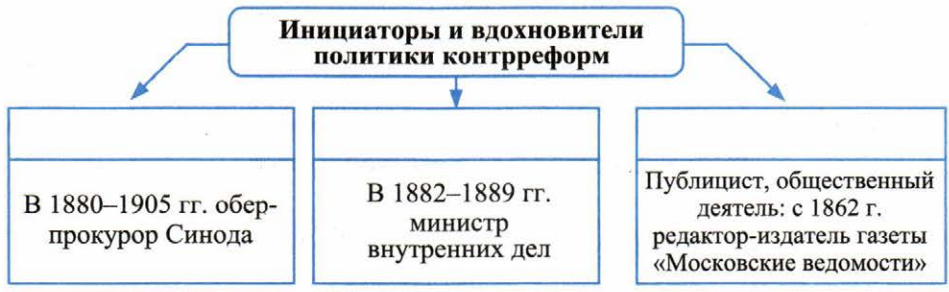 Инициаторы и вдохновители
политики контрреформ
В 1880–1905 гг. обер-
прокурор Синода
В 1882–1889 гг.
министр
внутренних дел
Публицист, общественный
деятель: с 1862 г.
редактор-издатель газеты
«Московские ведомости»